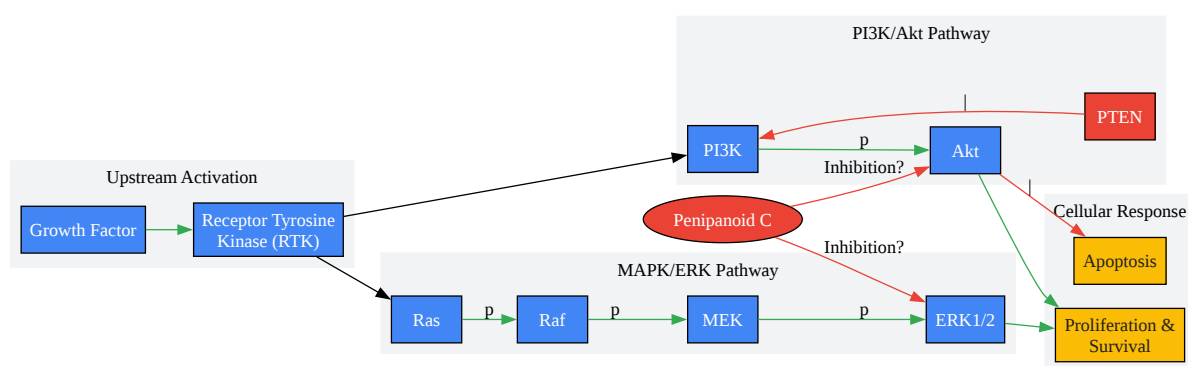 PI3K/Akt Pathway
|
PTEN
PI3K
p
Akt
Inhibition?
Upstream Activation
|
Growth Factor
Receptor Tyrosine
Kinase (RTK)
Penipanoid C
Cellular Response
Inhibition?
Apoptosis
MAPK/ERK Pathway
Ras
p
Raf
p
MEK
p
ERK1/2
Proliferation &
Survival